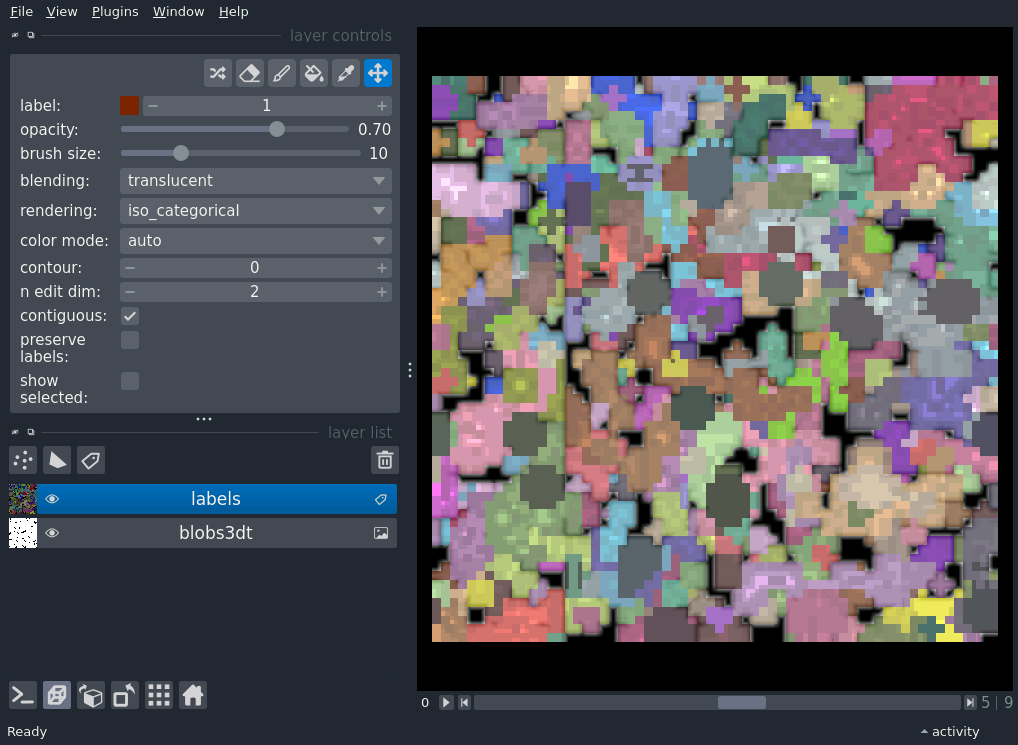 File View Plugins Window Help
layer controls
label: 1
opacity: 0.70
brush size: 10
blending: translucent
rendering: iso_categorical
color mode: auto
contour: 0
n edit dim: 2
contiguous:
preserve
labels:
show
selected:
layer list
labels
blobs3dt
0 5 | 9
Ready activity